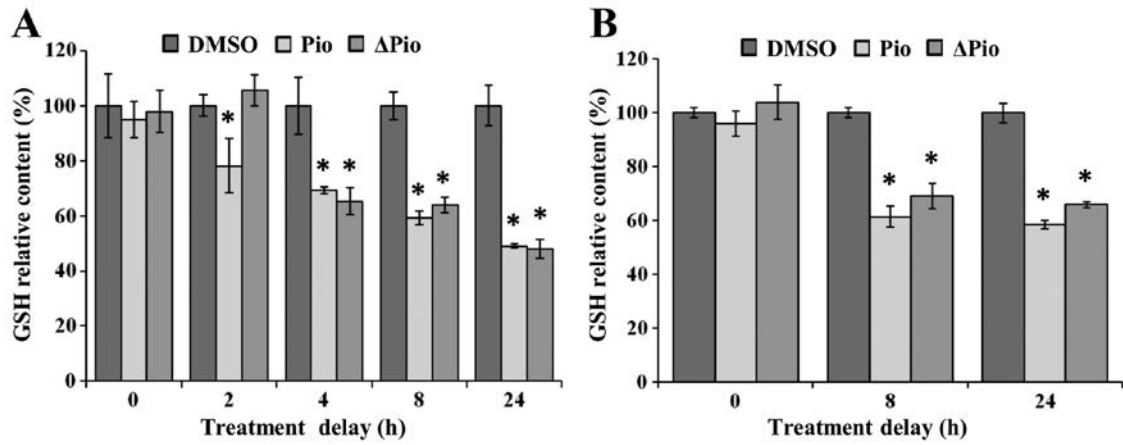 A
DMSO Pio ΔPio
GSH relative content (%)
120
100
80
60
40
20
0
*
* *
* *
* *
0 2 4 8 24
Treatment delay (h)
B
DMSO Pio ΔPio
GSH relative content (%)
120
100
80
60
40
20
0
* *
* *
0 8 24
Treatment delay (h)